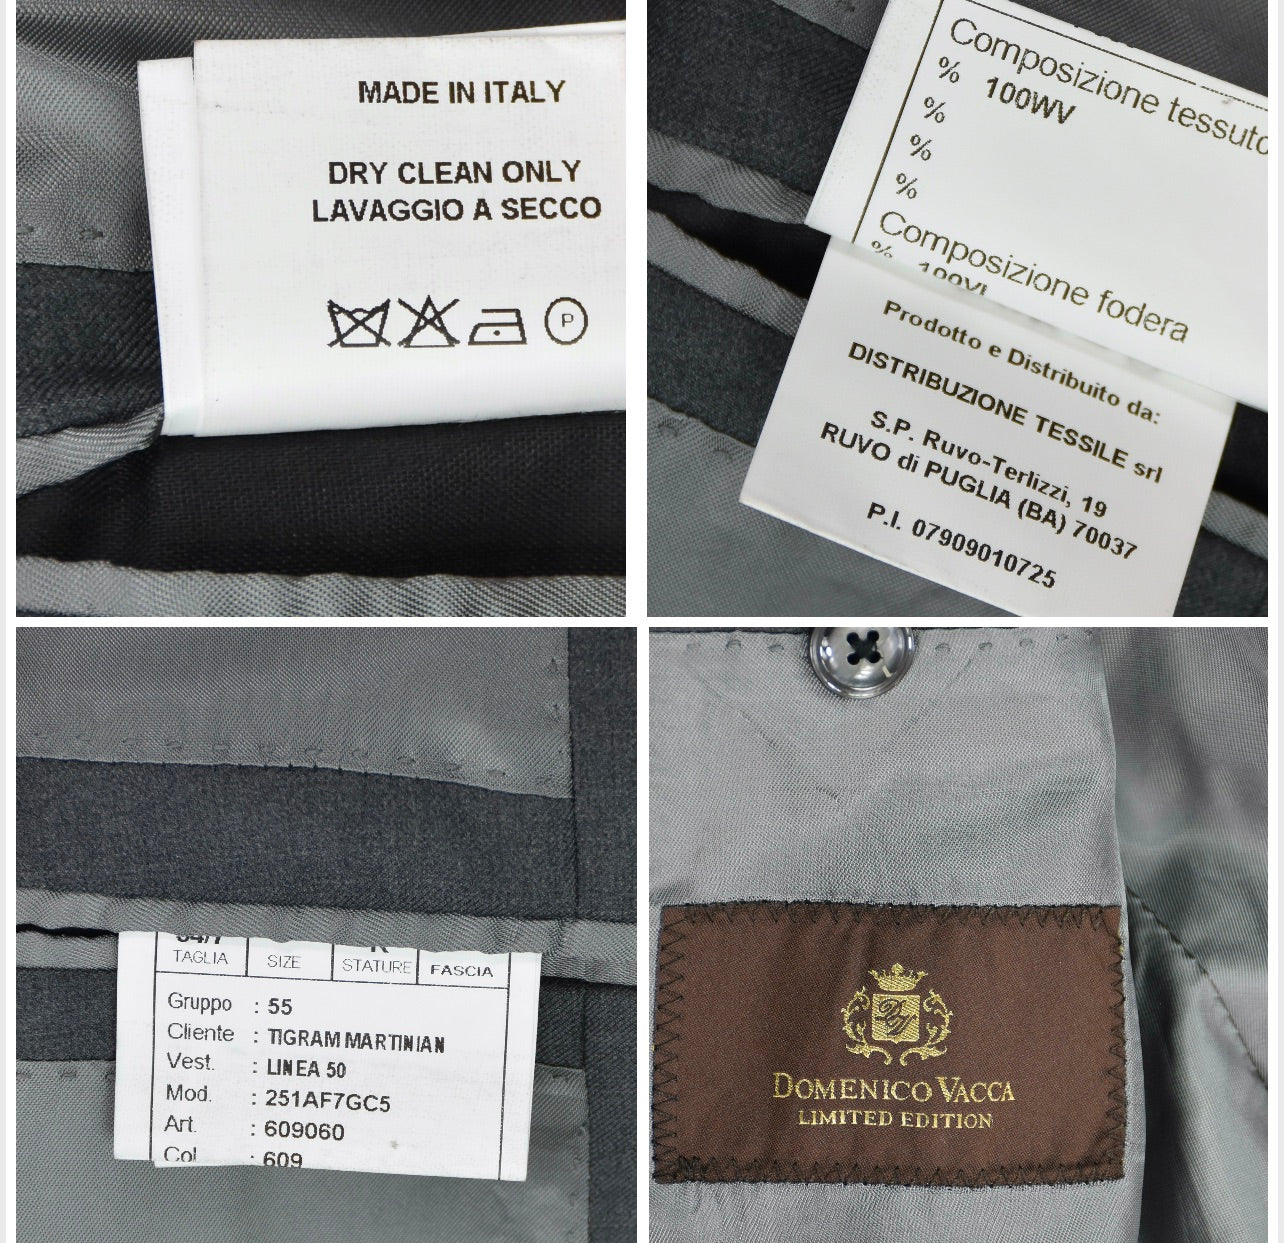 MADE IN ITALY
DRY CLEAN ONLY
LAVAGGIO A SECCO
P
Composizione tessuto
% 100WV
%
%
%
Composizione fodera
%
Prodotto e Distribuito da:
DISTRIBUZIONE TESSILE srl
S.P. Ruvo-Terlizzi, 19
RUVO di PUGLIA (BA) 70037
P.I. 07909010725
TAGLIA SIZE STATURE FASCIA
Gruppo : 55
Cliente : TIGRAM MARTINIAN
Vest. : LINEA 50
Mod. : 251AF7GC5
Art. : 609060
Col : 609
DV
DOMENICO VACCA
LIMITED EDITION